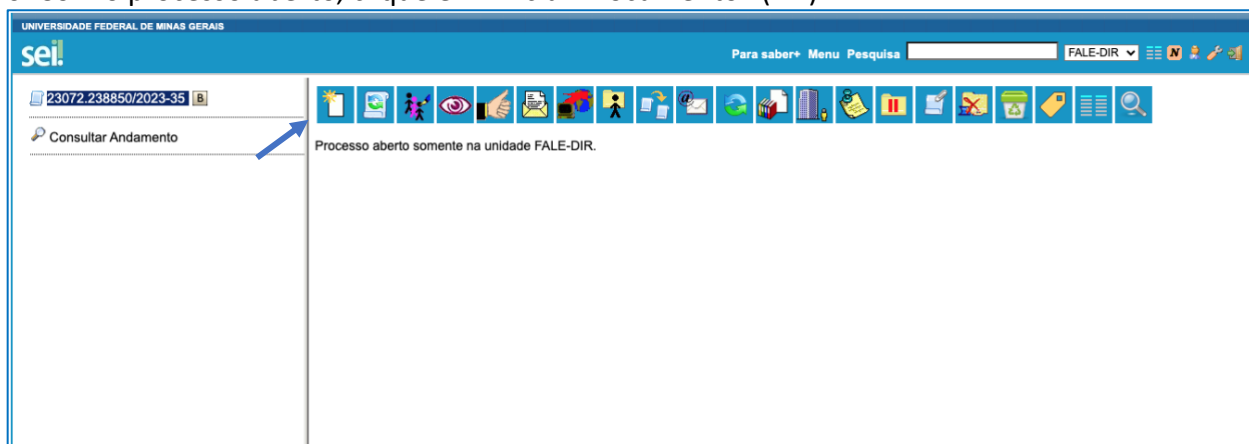 UNIVERSIDADE FEDERAL DE MINAS GERAIS
sei!
Para saber+ Menu Pesquisa FALE-DIR
N
23072.238850/2023-35 B
Consultar Andamento
Processo aberto somente na unidade FALE-DIR.